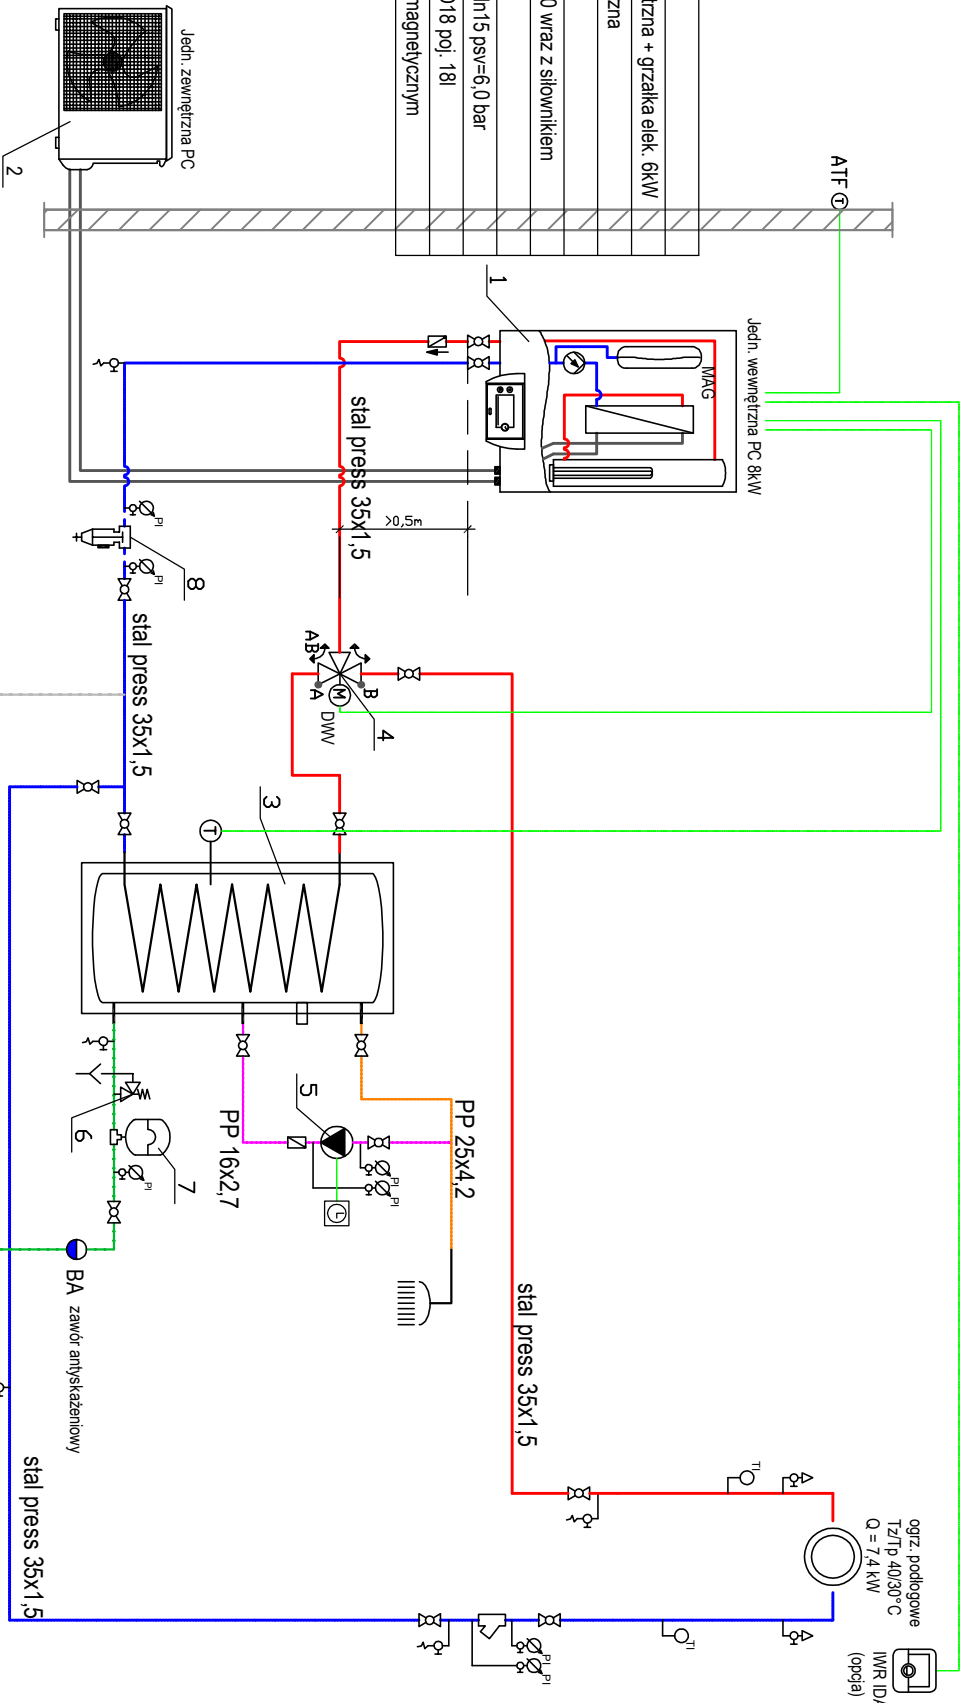 trzna + grzałka elek. 6kW
zna
0 wraz z siłownikiem
n15 psv=6,0 bar
018 poj. 18l
magnetycznym
ATF
T
Jedn. zewnętrzna PC
2
1
Jedn. wewnętrzna PC 8kW
MAG
stal press 35x1,5
>0,5m
PI
PI
8
stal press 35x1,5
AB
A
B
M
DWV
4
3
T
5
PP 25x4,2
PP 16x2,7
PI
PI
L
6
7
PI
BA zawór antyskażeniowy
stal press 35x1,5
stal press 35x1,5
TI
ogrz. podłogowe
Tz/Tp 40/30°C
Q = 7,4 kW
TI
PI
PI
IWR IDA
(opcja)